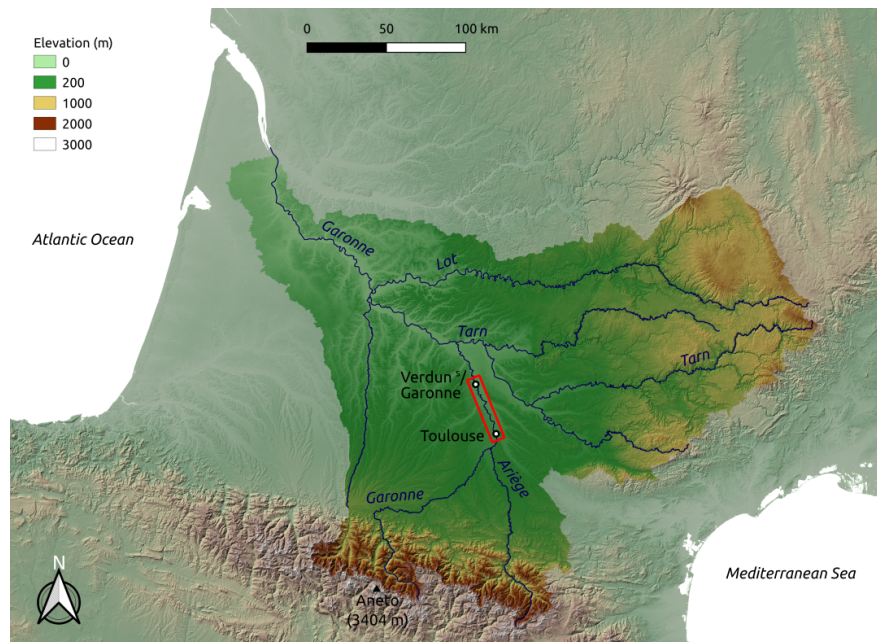 Elevation (m)
0
200
1000
2000
3000
0 50 100 km
Atlantic Ocean
Garonne
Lot
Tarn
Tarn
Verdun s/
Garonne
Toulouse
Garonne
Ariège
Mediterranean Sea
N
Aneto
(3404 m)